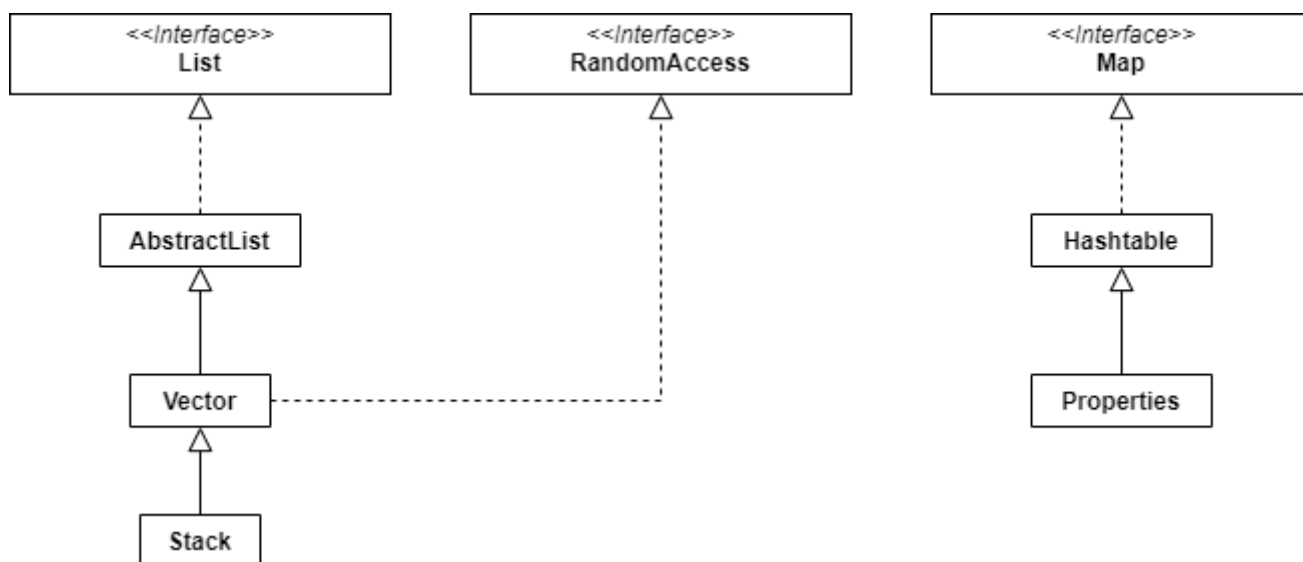 <<Interface>>
List
<<Interface>>
RandomAccess
<<Interface>>
Map
AbstractList
Hashtable
Vector
Properties
Stack